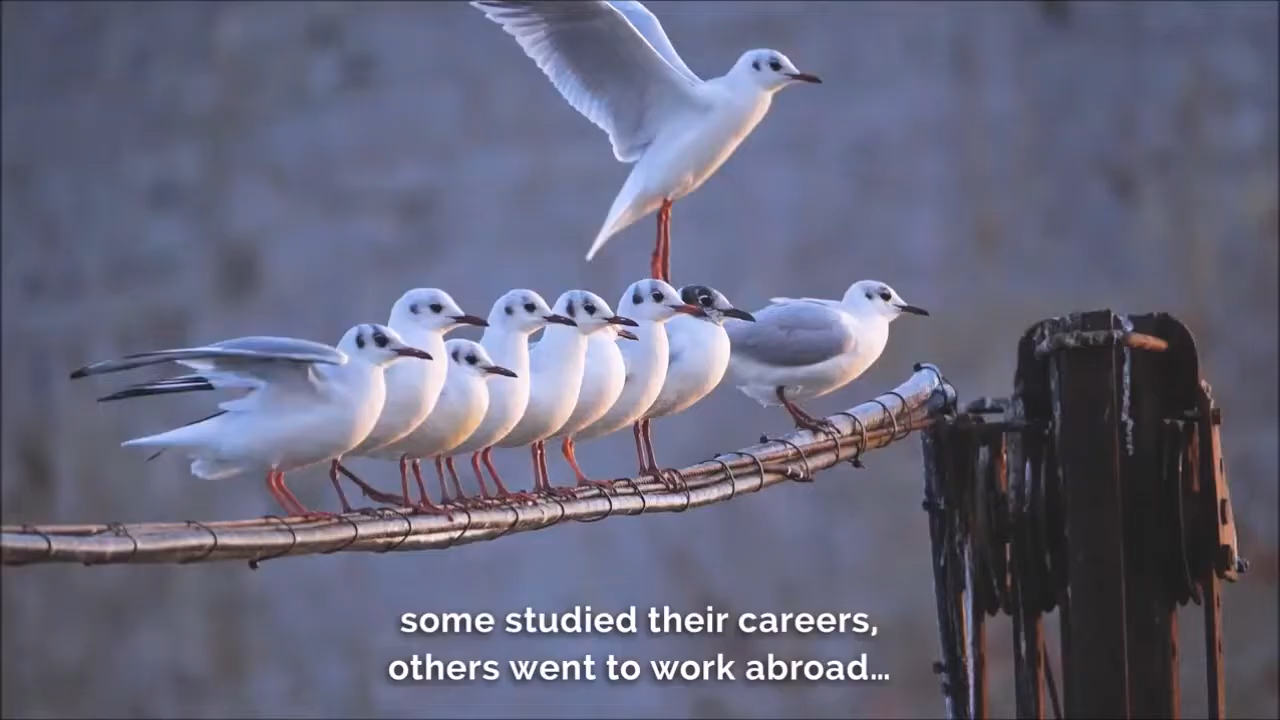 some studied their careers,
others went to work abroad…